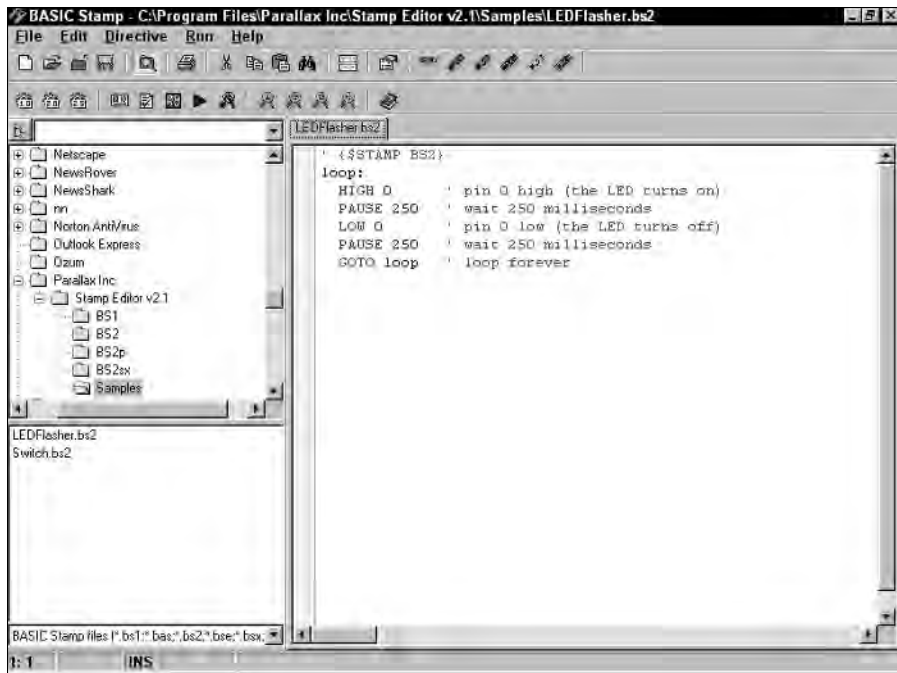 BASIC Stamp - C:\Program Files\Parallax Inc\Stamp Editor v2.1\Samples\LEDFlasher.bs2
File Edit Directive Run Help
LEDFlasher.bs2
Netscape
NewsRover
NewsShark
nn
Norton AntiVirus
Outlook Express
Ozum
Parallax Inc
Stamp Editor v2.1
BS1
BS2
BS2p
BS2sx
Samples
LEDFlasher.bs2
Switch.bs2
BASIC Stamp files (*.bs1;*.bas;*.bs2;*.bse;*.bsx;
' {$STAMP BS2}
loop:
HIGH 0 ' pin 0 high (the LED turns on)
PAUSE 250 ' wait 250 milliseconds
LOW 0 ' pin 0 low (the LED turns off)
PAUSE 250 ' wait 250 milliseconds
GOTO loop ' loop forever
1: 1 INS